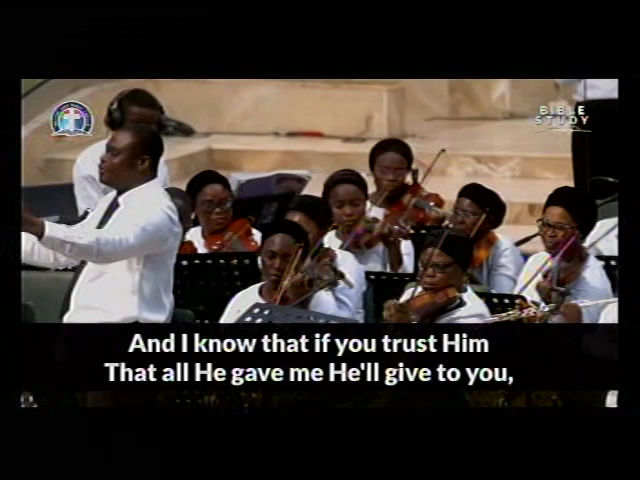 BIBLE
STUDY
And I know that if you trust Him
That all He gave me He'll give to you,